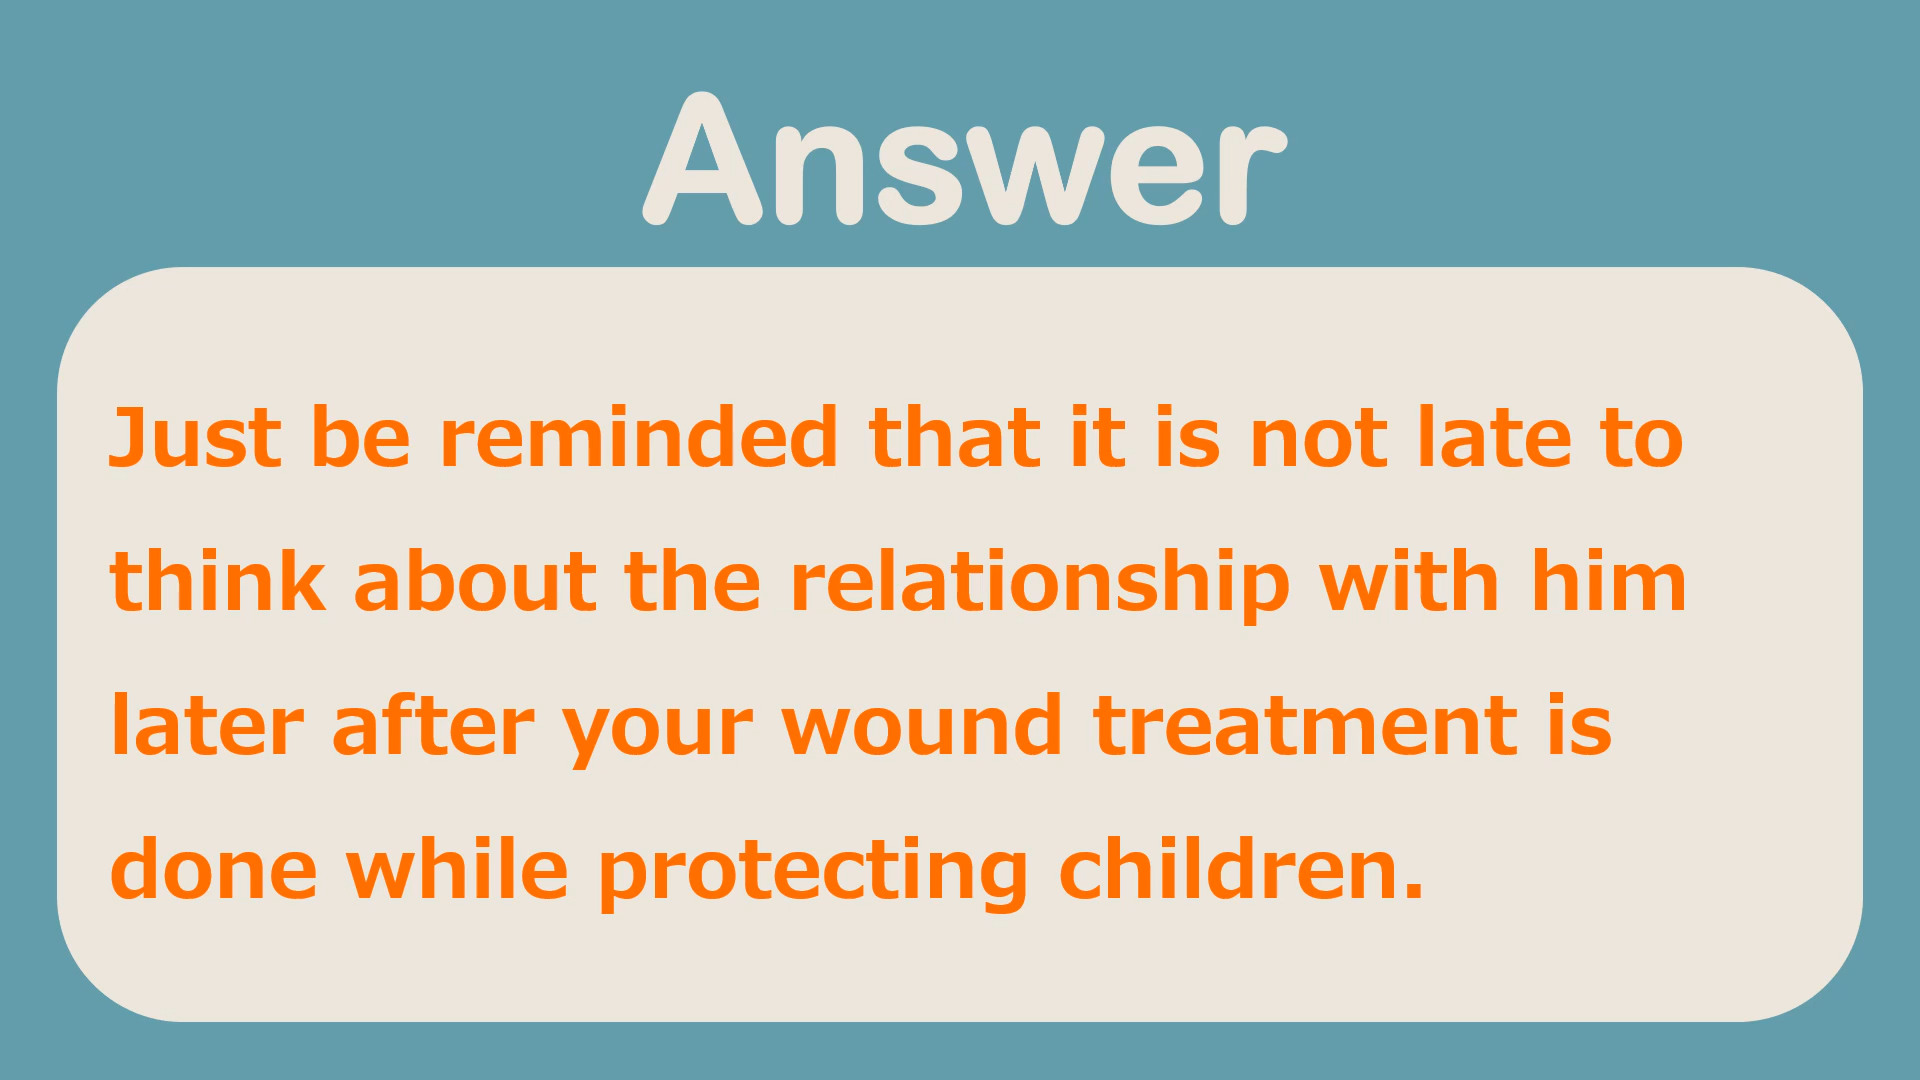 Answer
Just be reminded that it is not late to
think about the relationship with him
later after your wound treatment is
done while protecting children.